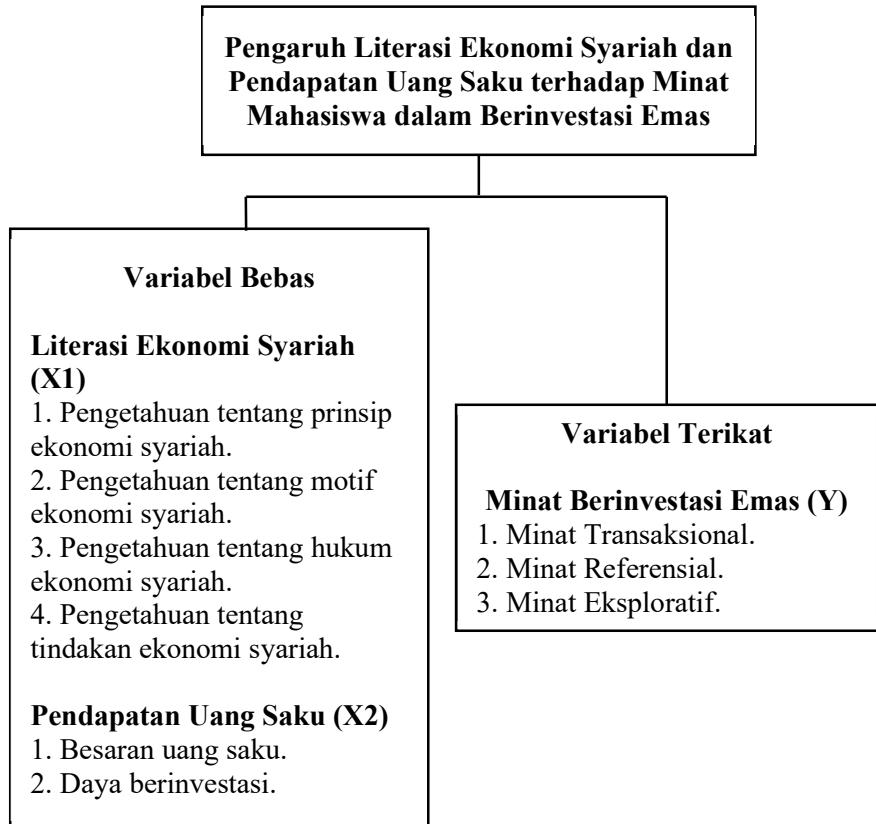 Pengaruh Literasi Ekonomi Syariah dan
Pendapatan Uang Saku terhadap Minat
Mahasiswa dalam Berinvestasi Emas
Variabel Bebas
Literasi Ekonomi Syariah
(X1)
1. Pengetahuan tentang prinsip
ekonomi syariah.
2. Pengetahuan tentang motif
ekonomi syariah.
3. Pengetahuan tentang hukum
ekonomi syariah.
4. Pengetahuan tentang
tindakan ekonomi syariah.
Pendapatan Uang Saku (X2)
1. Besaran uang saku.
2. Daya berinvestasi.
Variabel Terikat
Minat Berinvestasi Emas (Y)
1. Minat Transaksional.
2. Minat Referensial.
3. Minat Eksploratif.